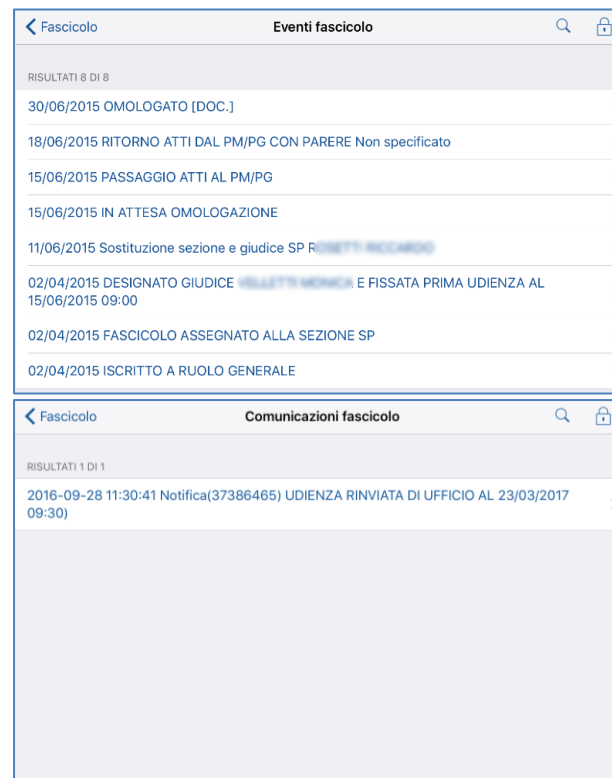 Fascicolo Eventi fascicolo
RISULTATI 8 DI 8
30/06/2015 OMOLOGATO [DOC.]
18/06/2015 RITORNO ATTI DAL PM/PG CON PARERE Non specificato
15/06/2015 PASSAGGIO ATTI AL PM/PG
15/06/2015 IN ATTESA OMOLOGAZIONE
11/06/2015 Sostituzione sezione e giudice SP
02/04/2015 DESIGNATO GIUDICE E FISSATA PRIMA UDIENZA AL
15/06/2015 09:00
02/04/2015 FASCICOLO ASSEGNATO ALLA SEZIONE SP
02/04/2015 ISCRITTO A RUOLO GENERALE
Fascicolo Comunicazioni fascicolo
RISULTATI 1 DI 1
2016-09-28 11:30:41 Notifica(37386465) UDIENZA RINVIATA DI UFFICIO AL 23/03/2017
09:30)